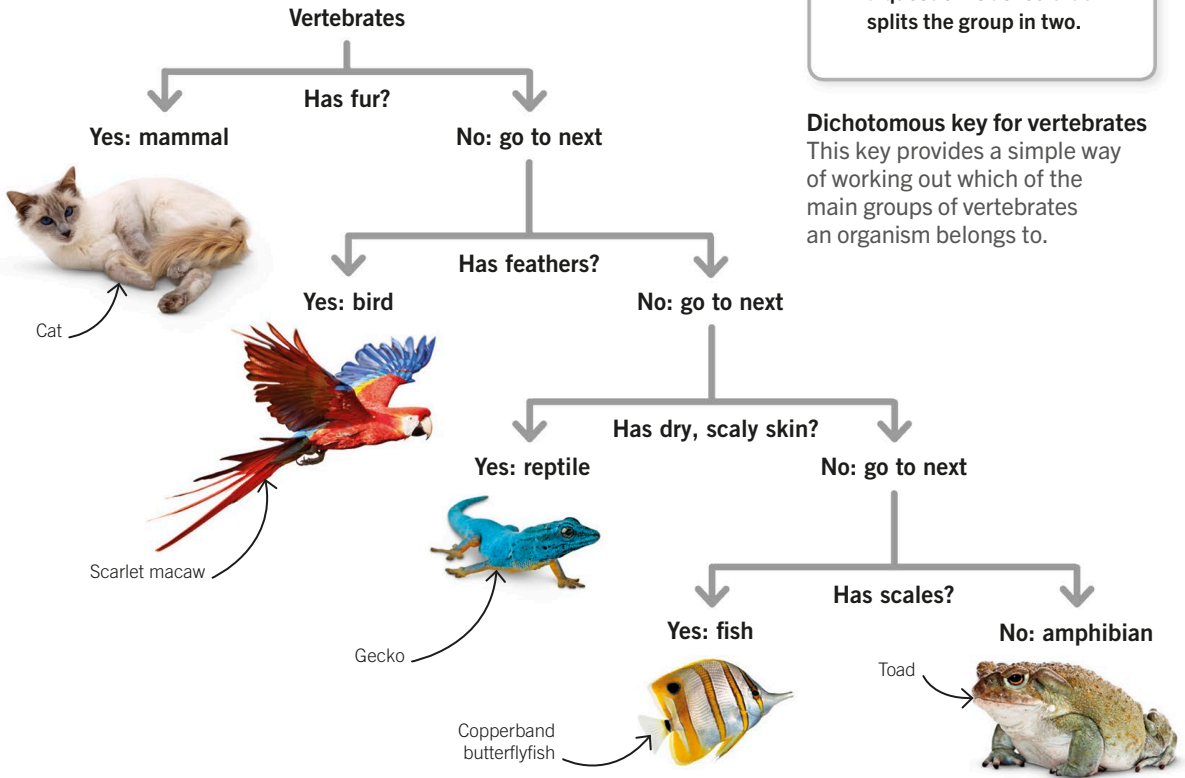 splits the group in two.
Vertebrates
Has fur?
Yes: mammal
No: go to next
Dichotomous key for vertebrates
This key provides a simple way
of working out which of the
main groups of vertebrates
an organism belongs to.
Cat
Has feathers?
Yes: bird
No: go to next
Scarlet macaw
Has dry, scaly skin?
Yes: reptile
No: go to next
Gecko
Has scales?
Yes: fish
No: amphibian
Copperband
butterflyfish
Toad